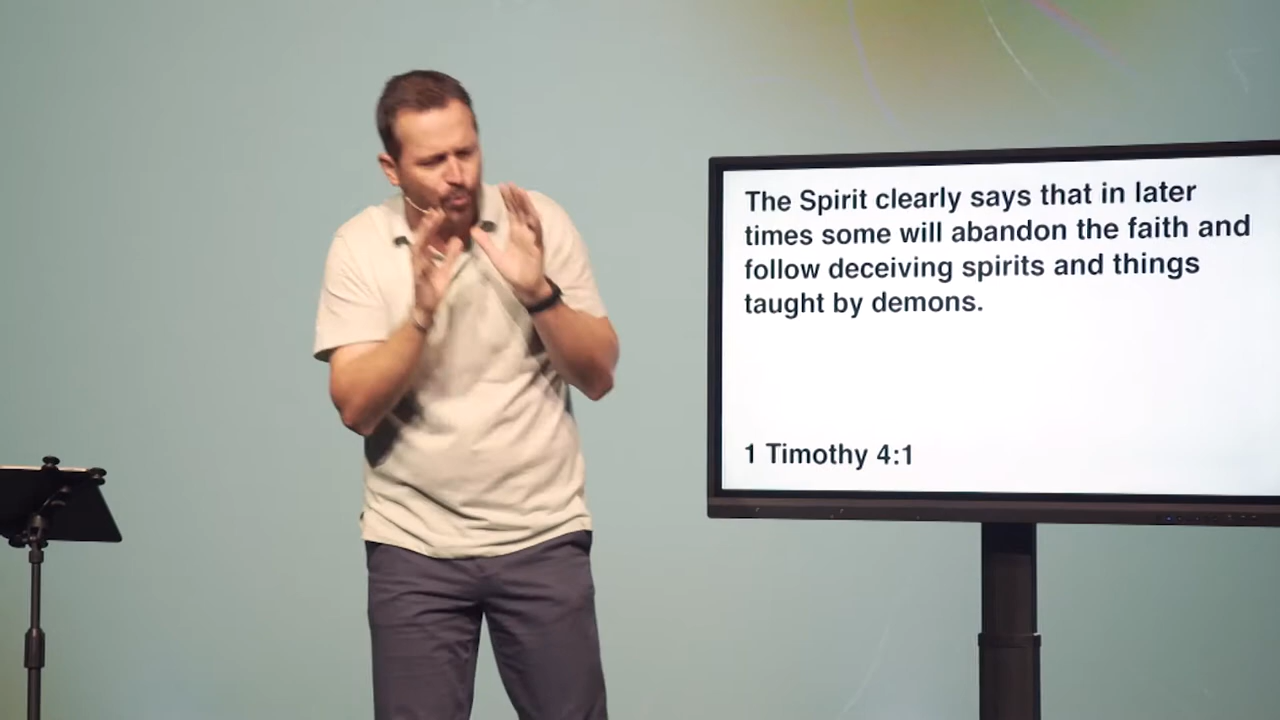 The Spirit clearly says that in later
times some will abandon the faith and
follow deceiving spirits and things
taught by demons.
1 Timothy 4:1